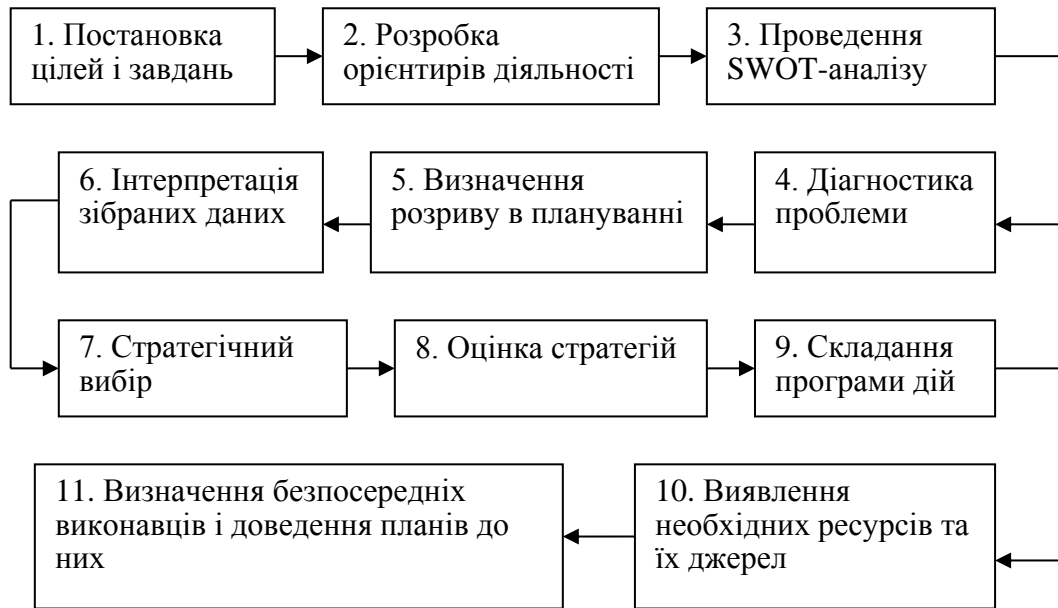 1. Постановка
цілей і завдань
2. Розробка
орієнтирів діяльності
3. Проведення
SWOT-аналізу
4. Діагностика
проблеми
5. Визначення
розриву в плануванні
6. Інтерпретація
зібраних даних
7. Стратегічний
вибір
8. Оцінка стратегій
9. Складання
програми дій
10. Виявлення
необхідних ресурсів та
їх джерел
11. Визначення безпосередніх
виконавців і доведення планів до
них